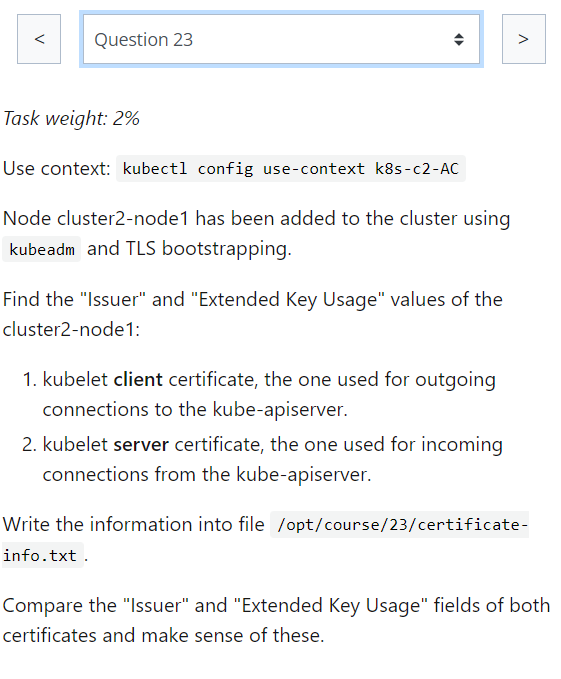 <
Question 23
>
Task weight: 2%
Use context: kubectl config use-context k8s-c2-AC
Node cluster2-node1 has been added to the cluster using
kubeadm and TLS bootstrapping.
Find the "Issuer" and "Extended Key Usage" values of the
cluster2-node1:
1. kubelet client certificate, the one used for outgoing
connections to the kube-apiserver.
2. kubelet server certificate, the one used for incoming
connections from the kube-apiserver.
Write the information into file /opt/course/23/certificate-
info.txt .
Compare the "Issuer" and "Extended Key Usage" fields of both
certificates and make sense of these.